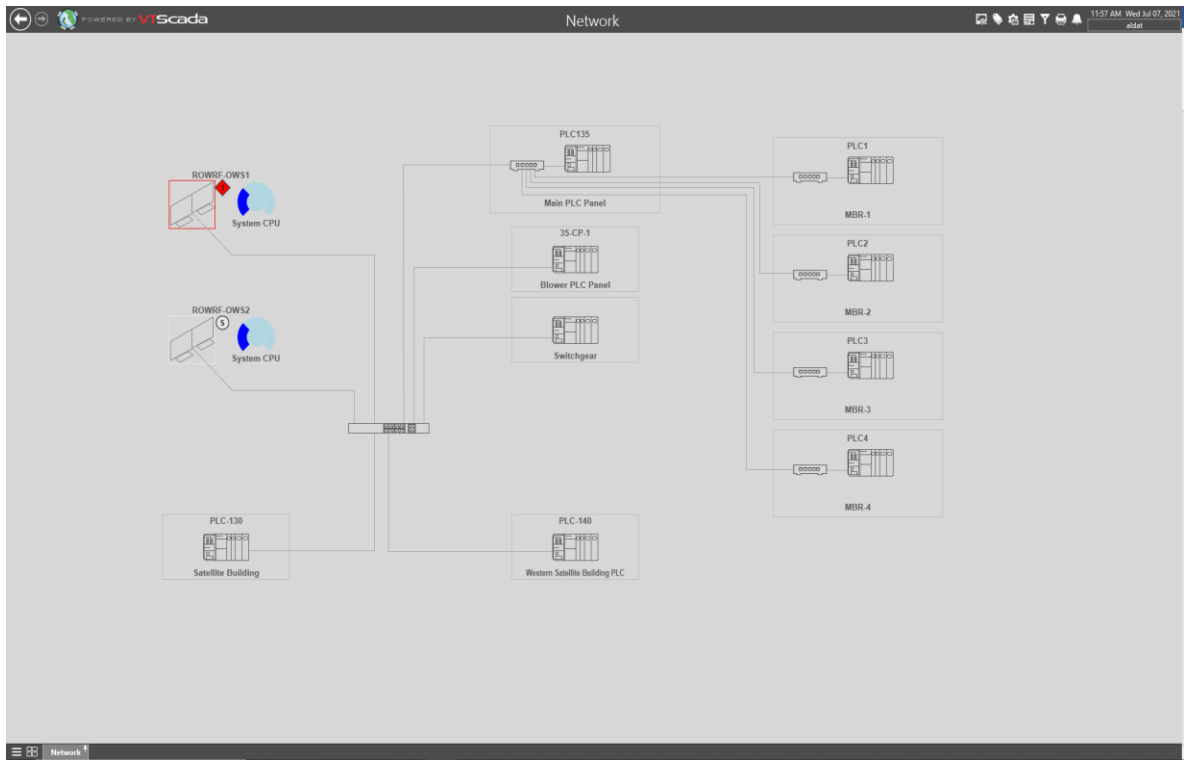 POWERED BY VTScada
Network
11:57 AM Wed Jul 07, 2021
aldat
ROWRF-OWS1
System CPU
ROWRF-OWS2
S
System CPU
PLC135
Main PLC Panel
35-CP-1
Blower PLC Panel
Switchgear
PLC1
MBR-1
PLC2
MBR-2
PLC3
MBR-3
PLC4
MBR-4
PLC-130
Satellite Building
PLC-140
Western Satellite Building PLC
Network